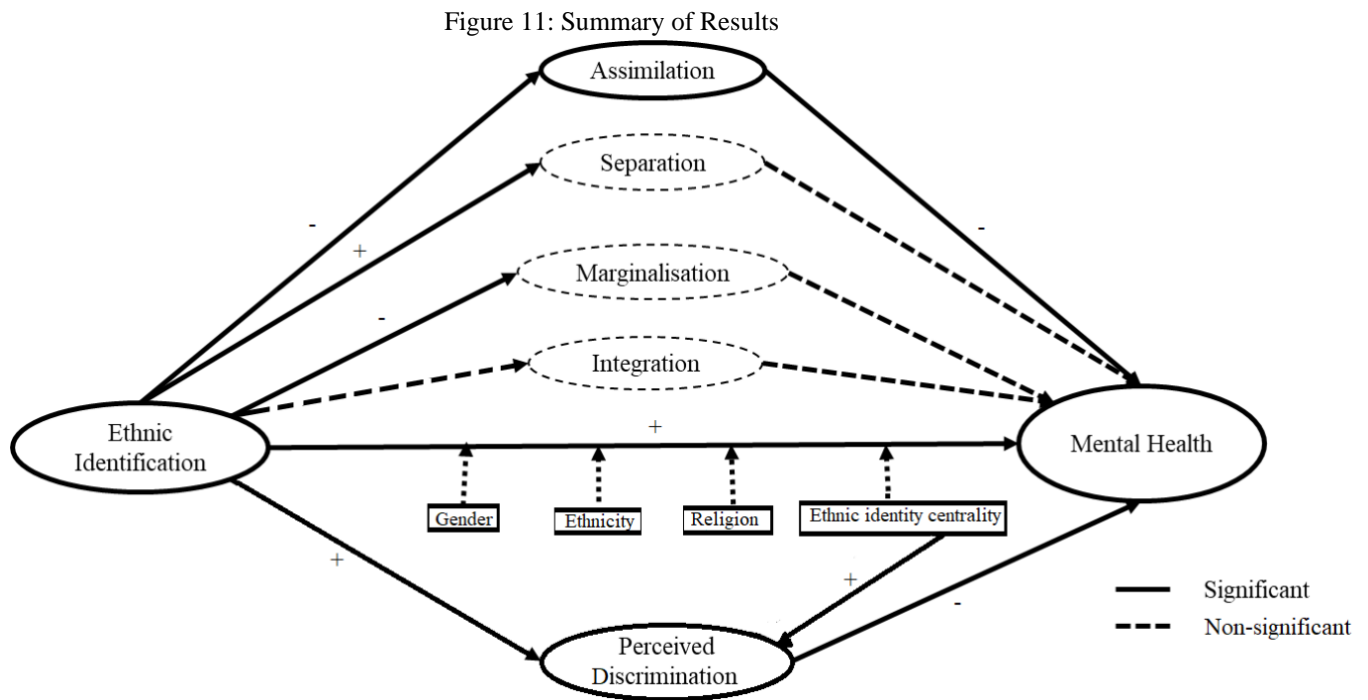 Figure 11: Summary of Results
Assimilation
Separation
-
-
+
Marginalisation
-
Integration
+
Ethnic
Identification
Mental Health
Gender
Ethnicity
Religion
Ethnic identity centrality
+
+
-
Significant
Non-significant
Perceived
Discrimination